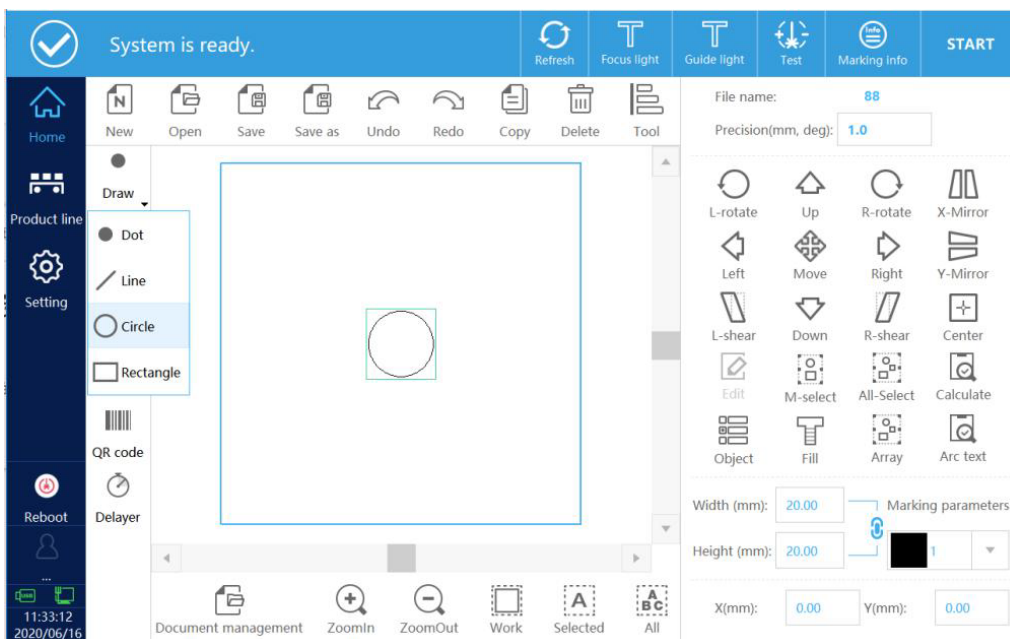 System is ready.
Refresh
Focus light
Guide light
Test
Info
Marking Info
START
Home
Product line
Setting
Reboot
...
USB
11:33:12
2020/06/16
N
New
Open
Save
Save as
Undo
Redo
Copy
Delete
Tool
Draw
Dot
Line
Circle
Rectangle
QR code
Delayer
Document management
ZoomIn
ZoomOut
Work
A
Selected
A
B C
All
File name: 88
Precision(mm, deg): 1.0
L-rotate
Up
R-rotate
X-Mirror
Left
Move
Right
Y-Mirror
L-shear
Down
R-shear
Center
Edit
M-select
All-Select
Calculate
Object
Fill
Array
Arc text
Width (mm): 20.00
Marking parameters
Height (mm): 20.00
1
X(mm): 0.00 Y(mm): 0.00